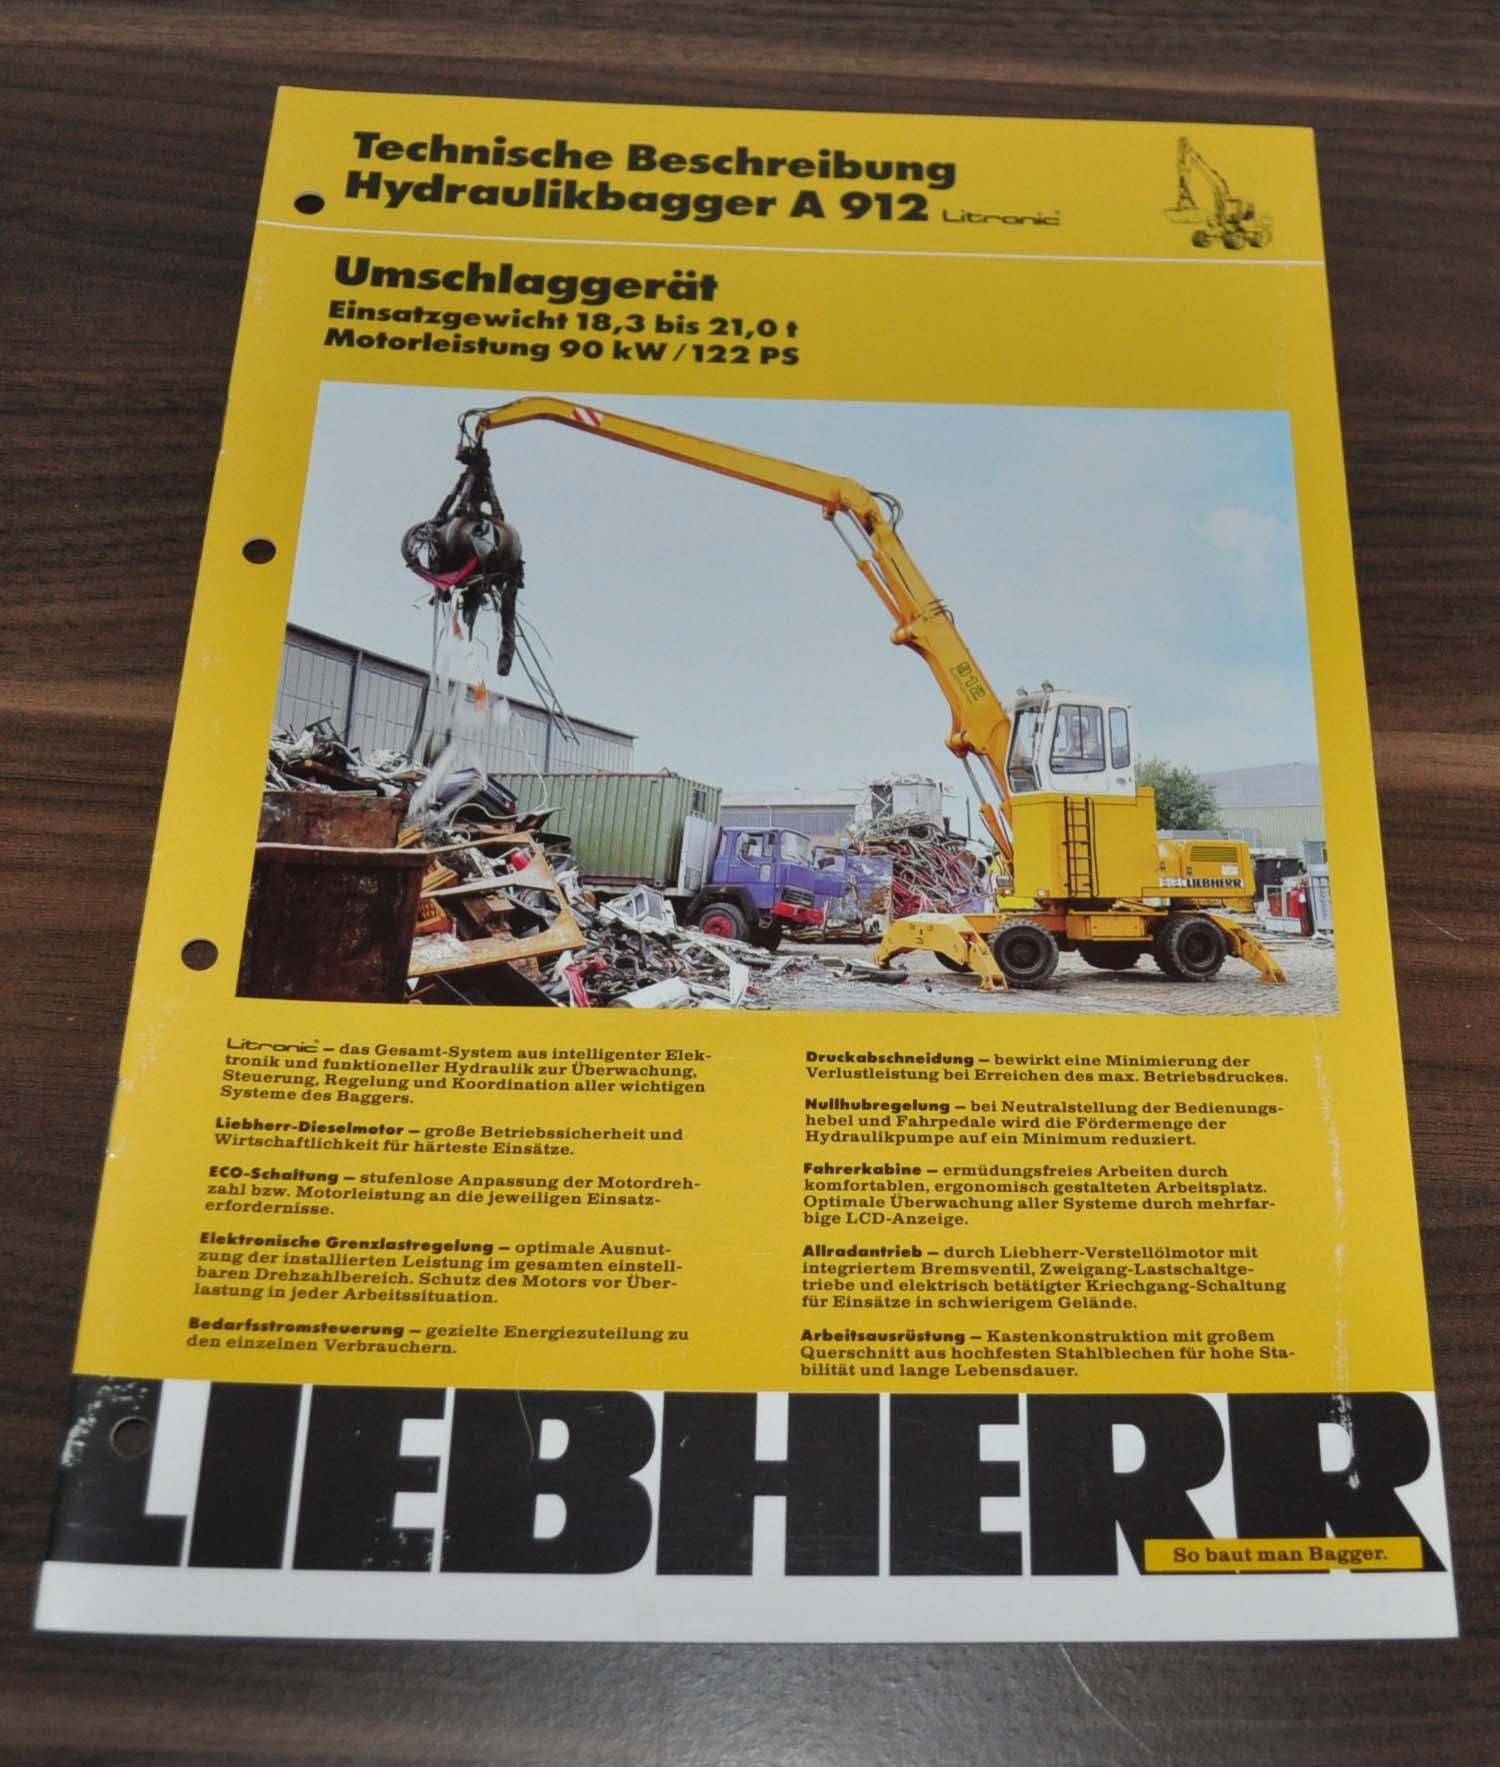 Technische Beschreibung
Hydraulikbagger A 912 Litronic®
Umschlaggerät
Einsatzgewicht 18,3 bis 21,0 t
Motorleistung 90 kW / 122 PS
912
LIEBHERR
Litronic® – das Gesamt-System aus intelligenter Elek-
tronik und funktioneller Hydraulik zur Überwachung,
Steuerung, Regelung und Koordination aller wichtigen
Systeme des Baggers.
Liebherr-Dieselmotor – große Betriebssicherheit und
Wirtschaftlichkeit für härteste Einsätze.
ECO-Schaltung – stufenlose Anpassung der Motordreh-
zahl bzw. Motorleistung an die jeweiligen Einsatz-
erfordernisse.
Elektronische Grenzlastregelung – optimale Ausnut-
zung der installierten Leistung im gesamten einstell-
baren Drehzahlbereich. Schutz des Motors vor Über-
lastung in jeder Arbeitssituation.
Bedarfsstromsteuerung – gezielte Energiezuteilung zu
den einzelnen Verbrauchern.
Druckabschneidung – bewirkt eine Minimierung der
Verlustleistung bei Erreichen des max. Betriebsdruckes.
Nullhubregelung – bei Neutralstellung der Bedienungs-
hebel und Fahrpedale wird die Fördermenge der
Hydraulikpumpe auf ein Minimum reduziert.
Fahrerkabine – ermüdungsfreies Arbeiten durch
komfortablen, ergonomisch gestalteten Arbeitsplatz.
Optimale Überwachung aller Systeme durch mehrfar-
bige LCD-Anzeige.
Allradantrieb – durch Liebherr-Verstellölmotor mit
integriertem Bremsventil, Zweigang-Lastschaltge-
triebe und elektrisch betätigter Kriechgang-Schaltung
für Einsätze in schwierigem Gelände.
Arbeitsausrüstung – Kastenkonstruktion mit großem
Querschnitt aus hochfesten Stahlblechen für hohe Sta-
bilität und lange Lebensdauer.
LIEBHERR
So baut man Bagger.